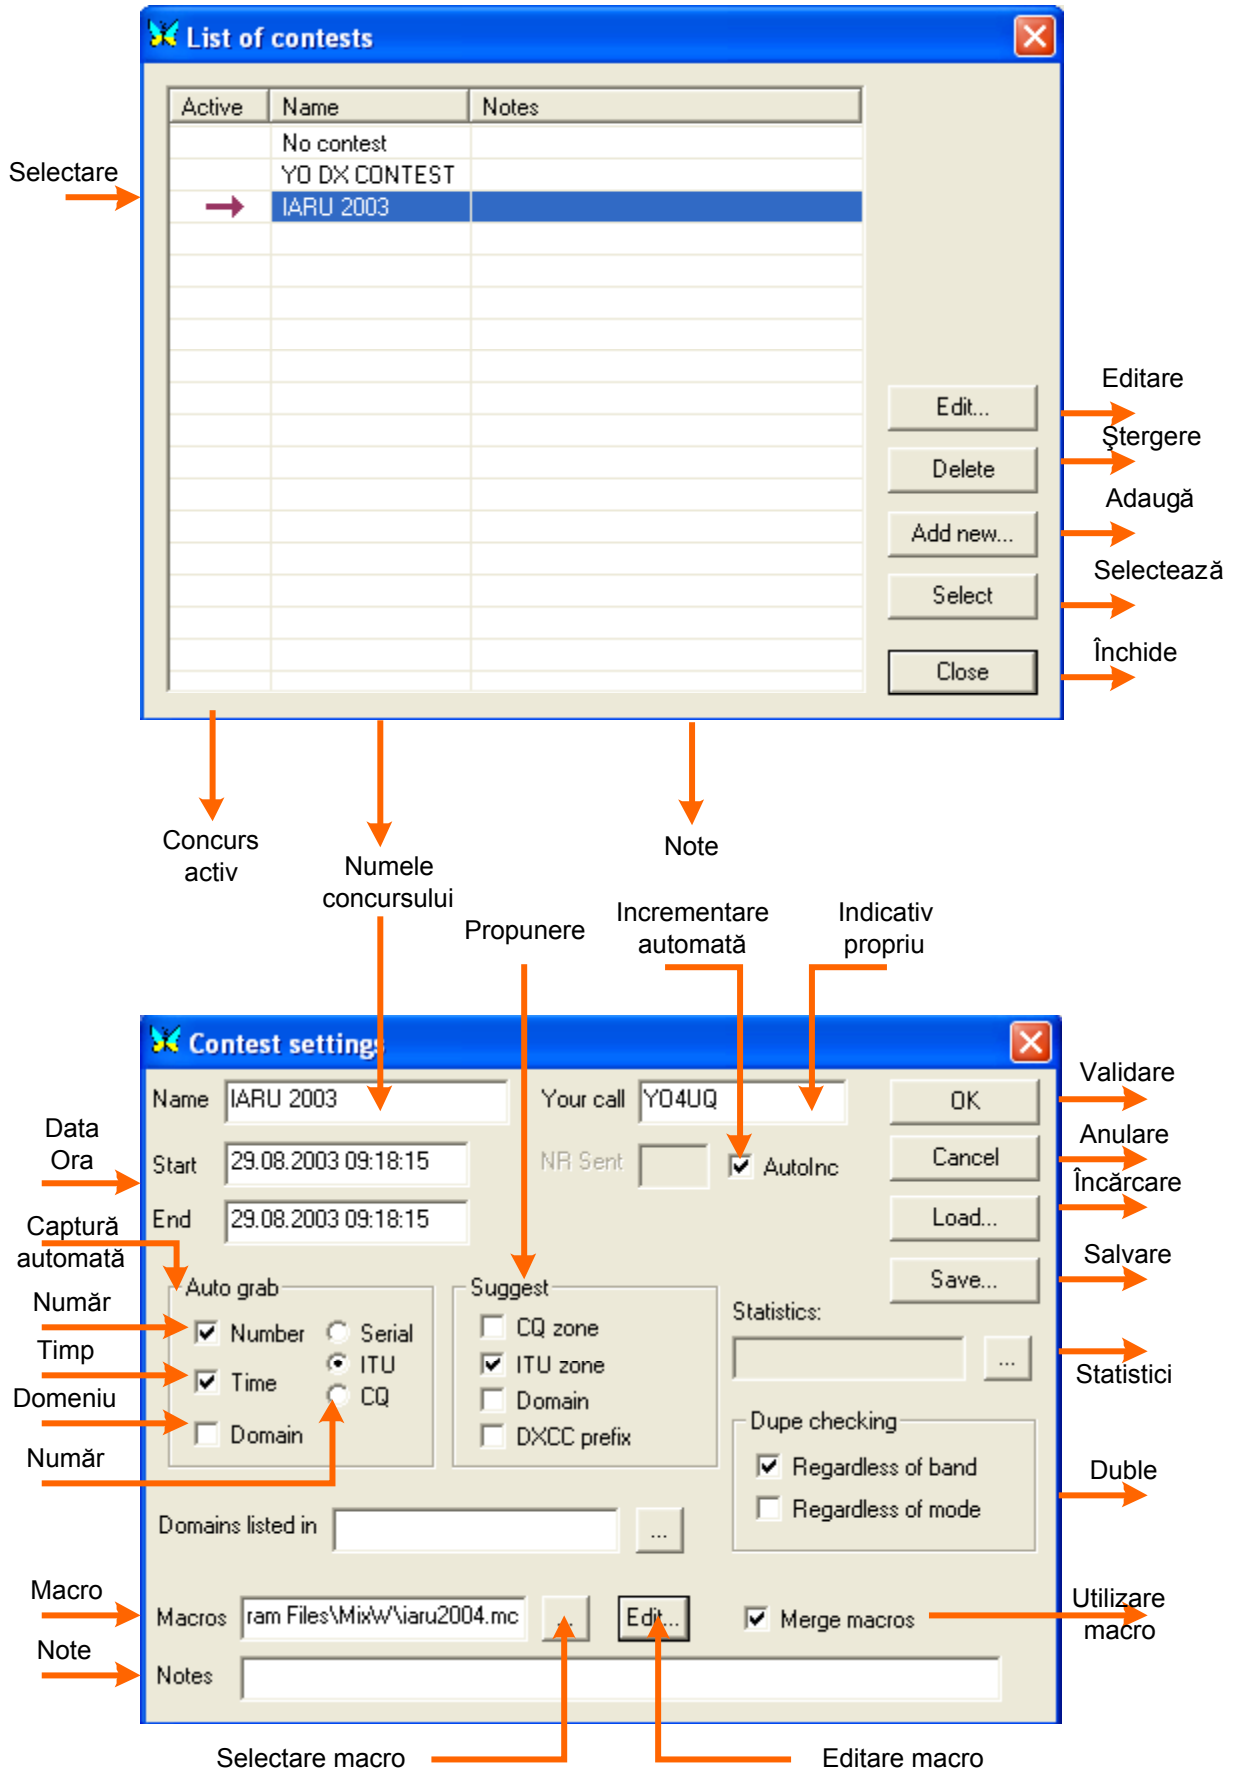 List of contests
Active Name Notes
No contest
Selectare
YO DX CONTEST
IARU 2003
Editare
Edit...
Ştergere
Delete
Adaugă
Add new...
Selectează
Select
Închide
Close
Concurs
activ
Numele
concursului
Note
Propunere
Incrementare
automată
Indicativ
propriu
Contest settings
Name IARU 2003 Your call YO4UQ OK
Validare
Data
Ora
Start 29.08.2003 09:18:15 NR Sent AutoInc Cancel
Anulare
Încărcare
End 29.08.2003 09:18:15 Load...
Captură
automată
Salvare
Auto grab Suggest Save...
Număr
Number Serial CQ zone Statistics:
Timp
Time ITU ITU zone ...
Statistici
Domeniu
CQ Domain
Domain DXCC prefix Dupe checking
Număr
Regardless of band
Duble
Regardless of mode
Domains listed in ...
Macro
Macros ram Files\MixW\iaru2004.mc ... Edit... Merge macros
Utilizare
macro
Note
Notes
Selectare macro Editare macro